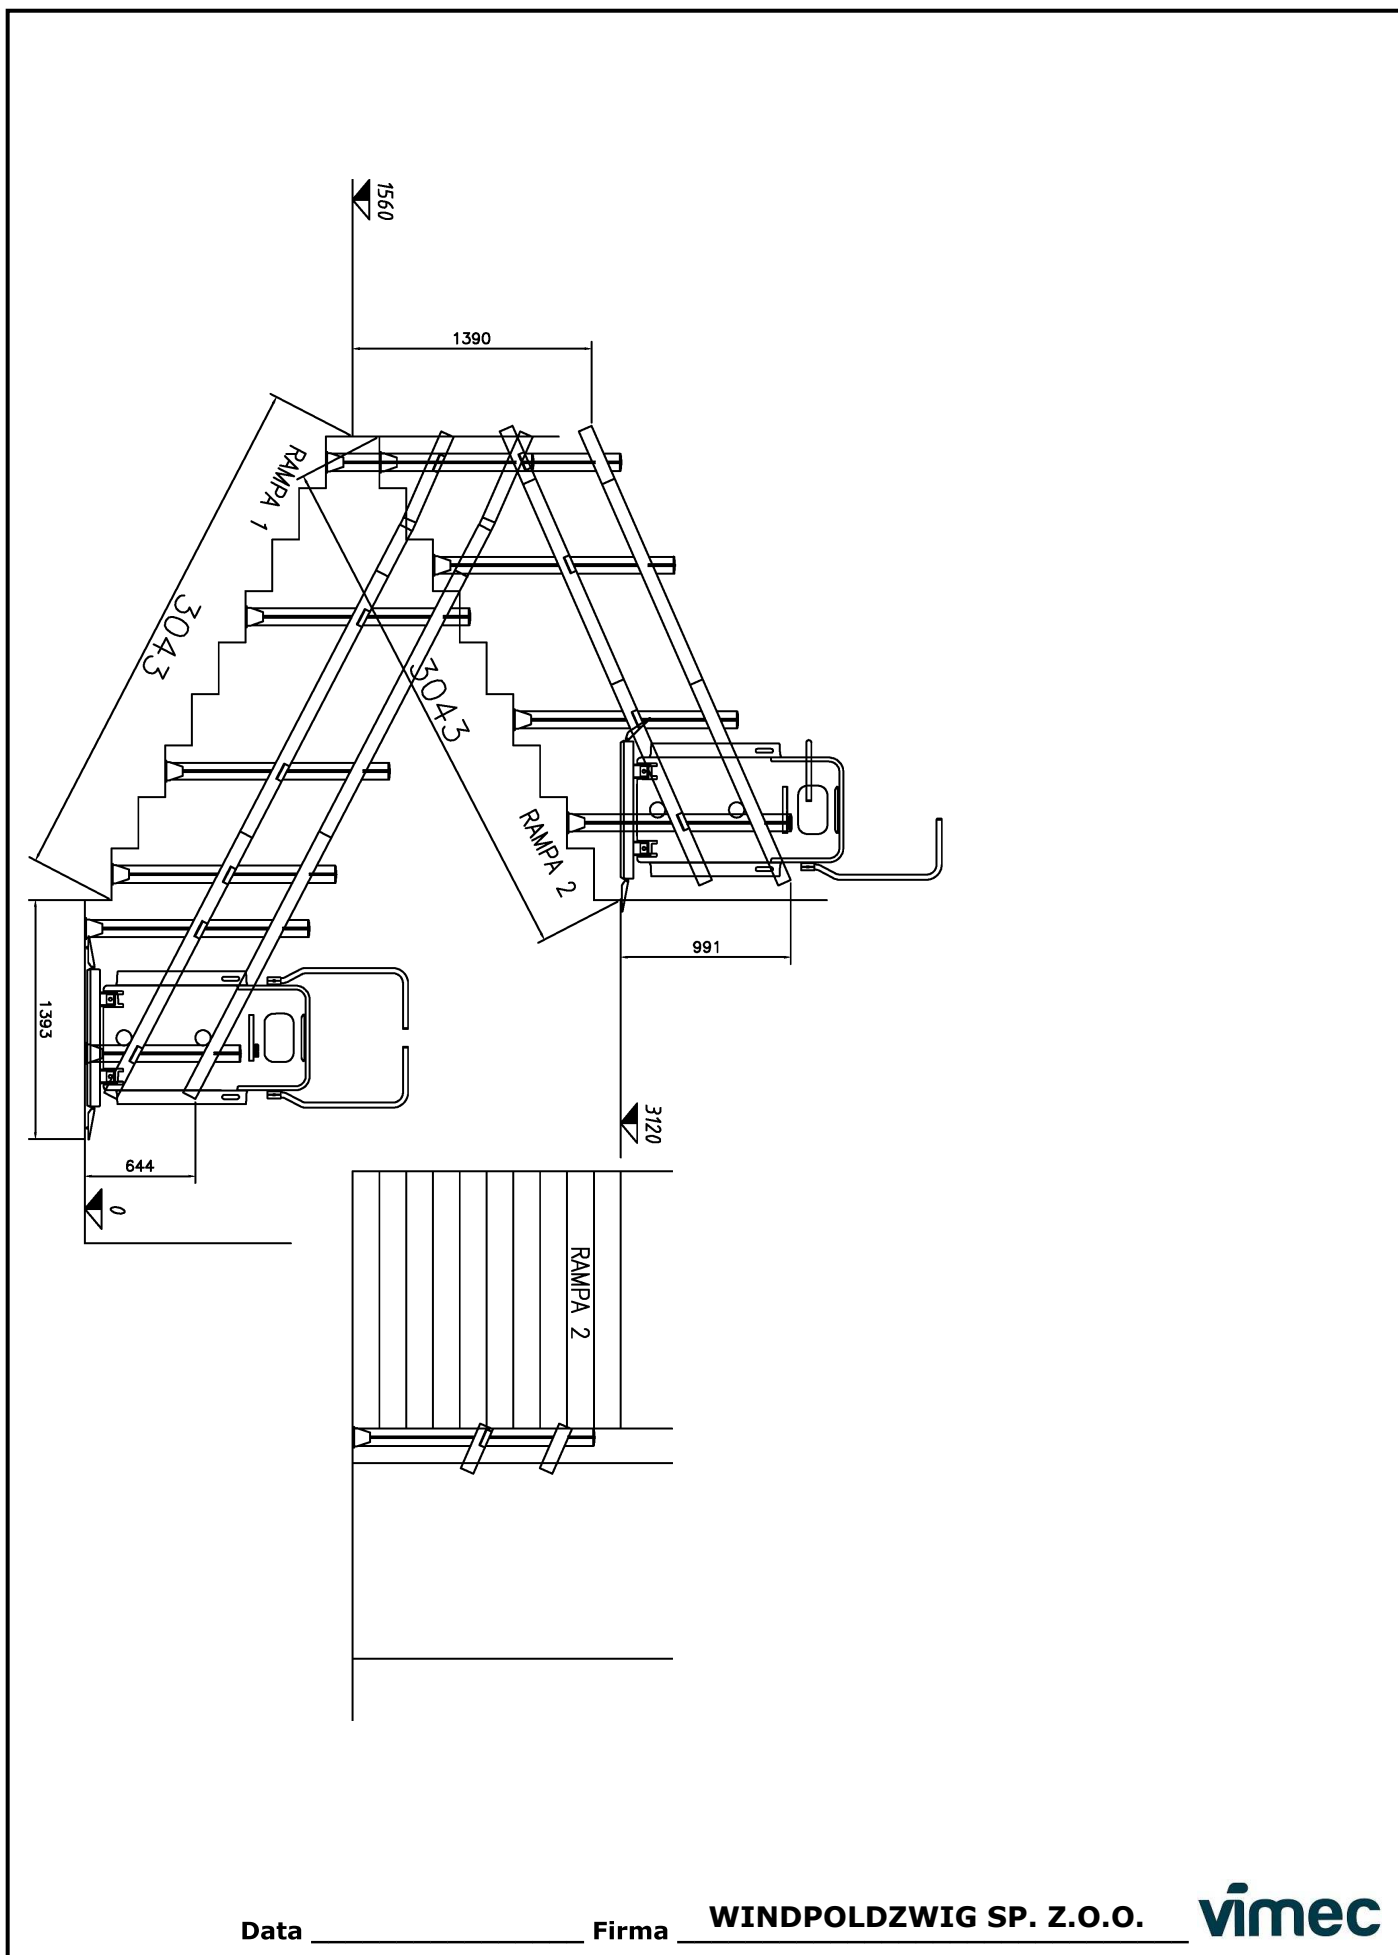 1560
1390
RAMPA 1
3043
3043
RAMPA 2
991
1393
3120
644
0
RAMPA 2
WINDPOLDZWIG SP. Z.O.O.
Data Firma
vimec